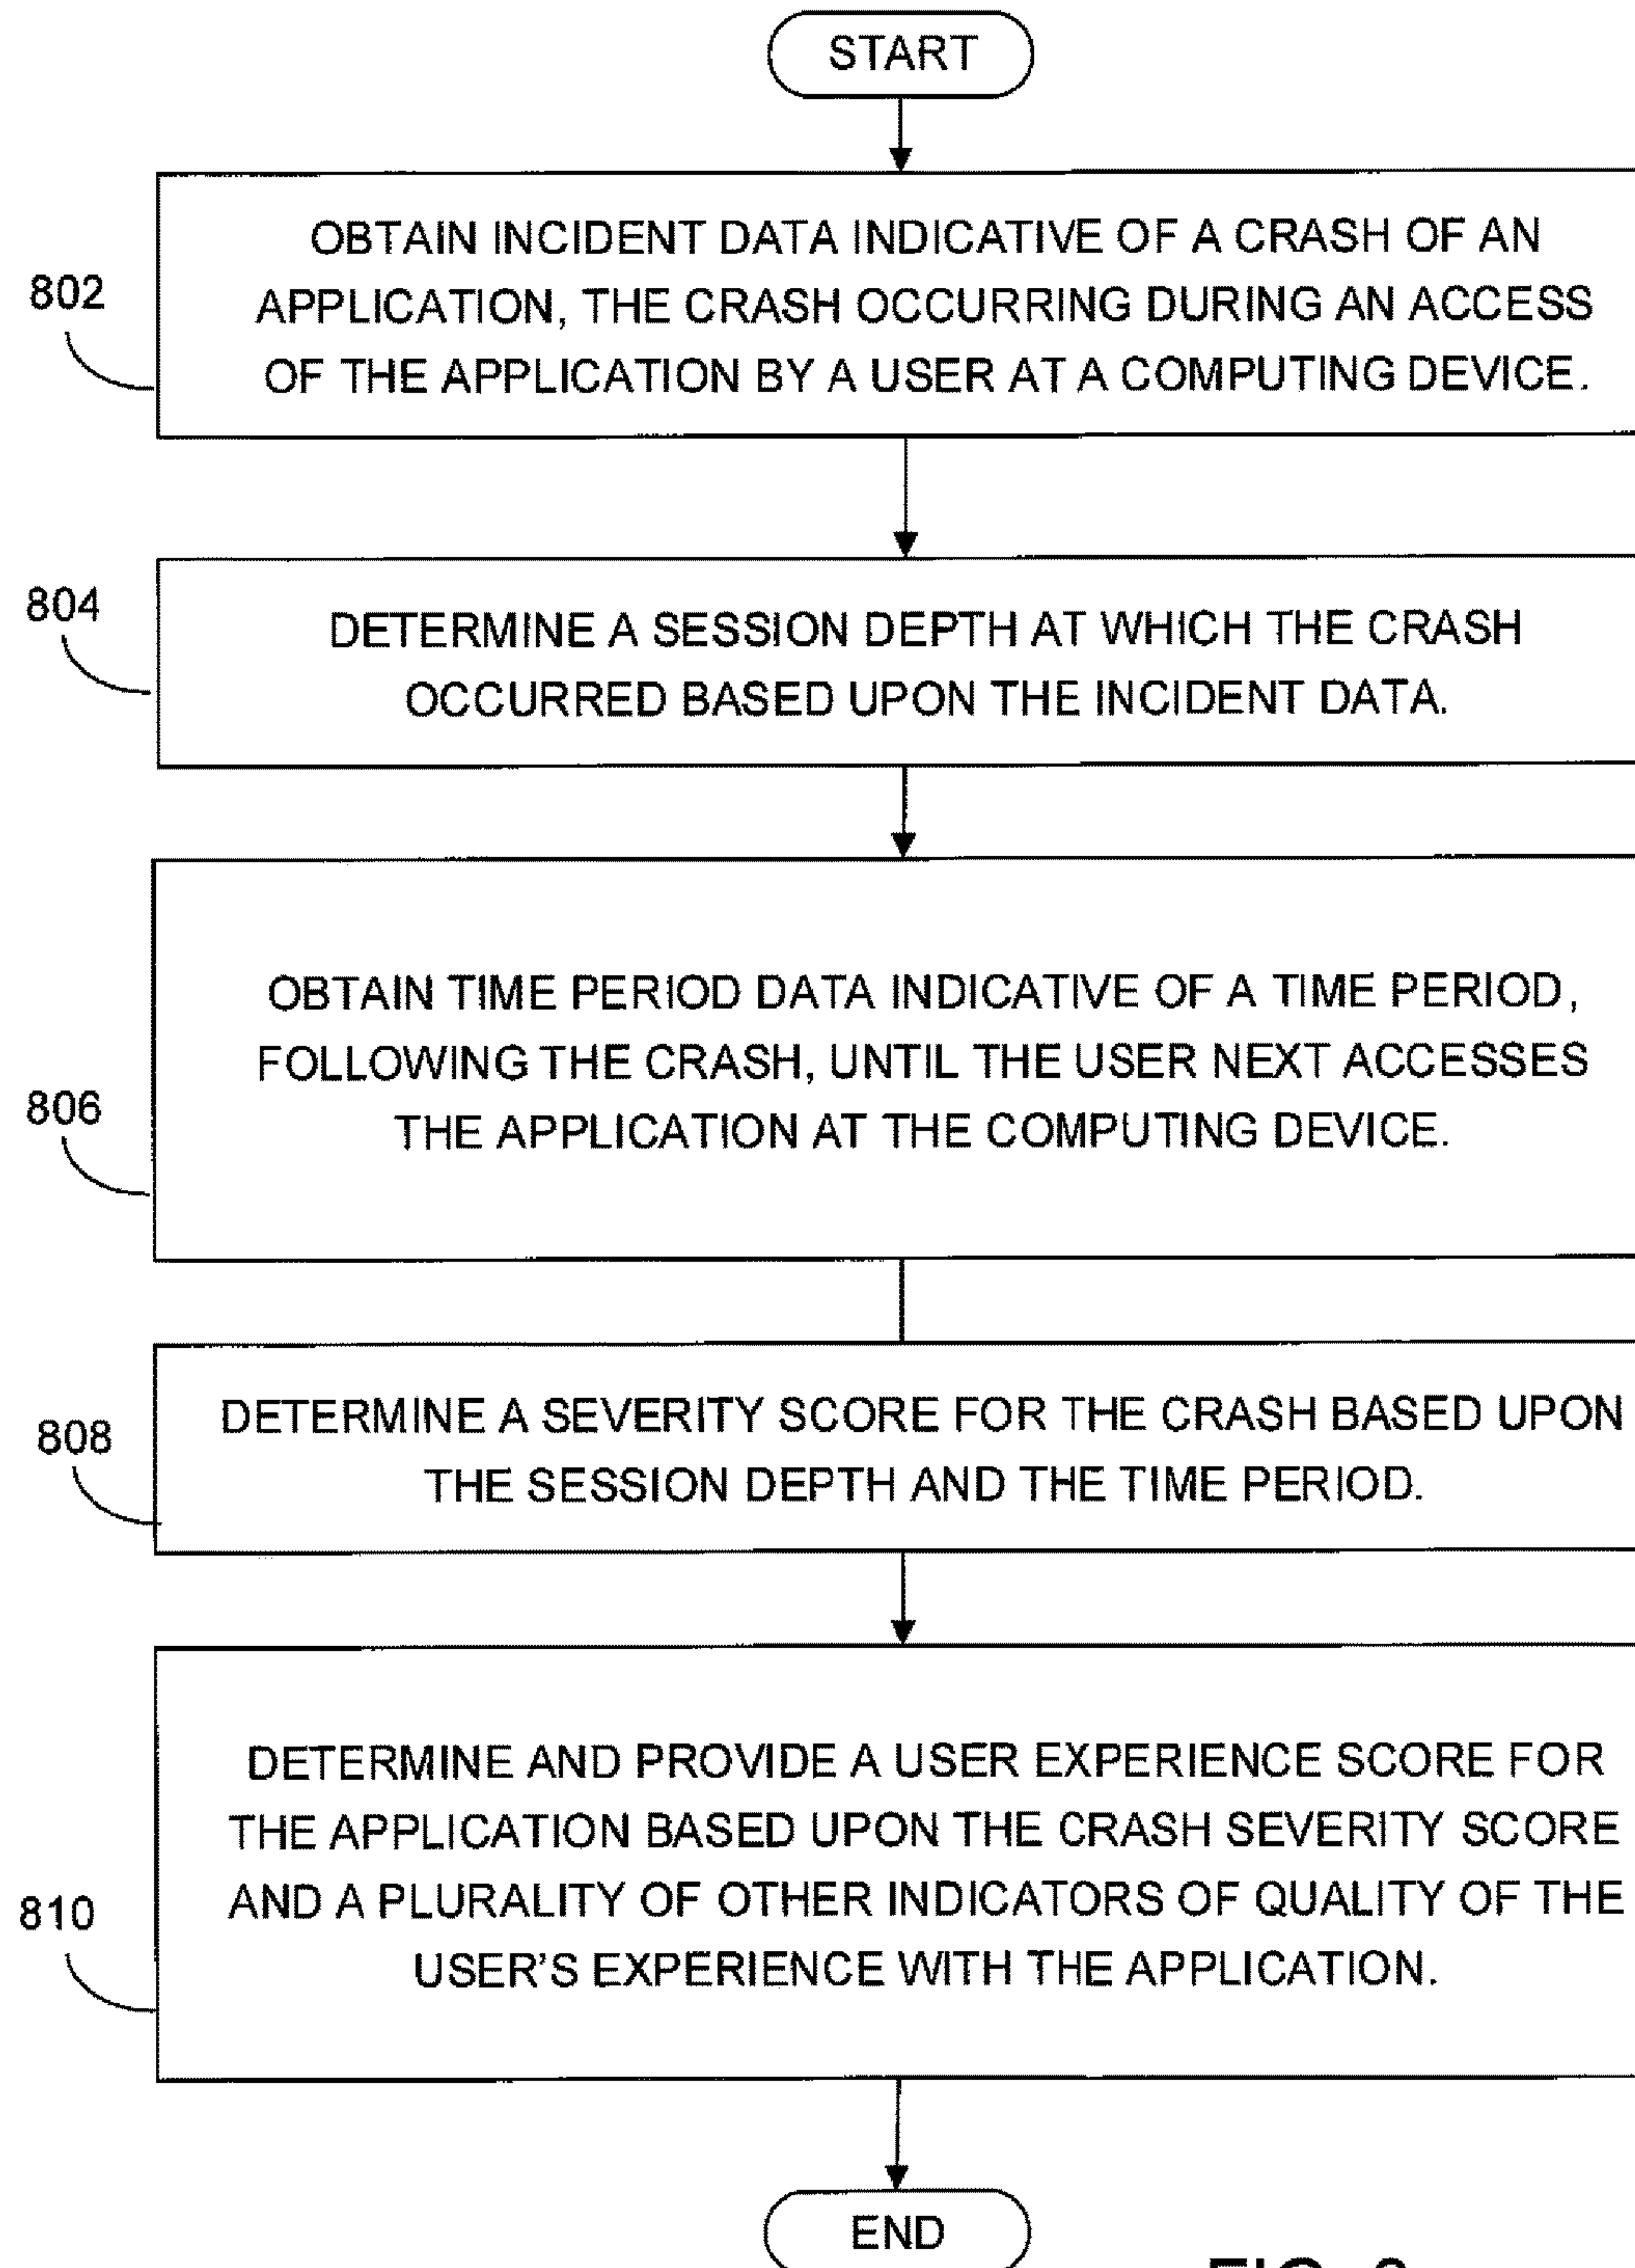 START
802
OBTAIN INCIDENT DATA INDICATIVE OF A CRASH OF AN
APPLICATION, THE CRASH OCCURRING DURING AN ACCESS
OF THE APPLICATION BY A USER AT A COMPUTING DEVICE.
804
DETERMINE A SESSION DEPTH AT WHICH THE CRASH
OCCURRED BASED UPON THE INCIDENT DATA.
806
OBTAIN TIME PERIOD DATA INDICATIVE OF A TIME PERIOD,
FOLLOWING THE CRASH, UNTIL THE USER NEXT ACCESSES
THE APPLICATION AT THE COMPUTING DEVICE.
808
DETERMINE A SEVERITY SCORE FOR THE CRASH BASED UPON
THE SESSION DEPTH AND THE TIME PERIOD.
810
DETERMINE AND PROVIDE A USER EXPERIENCE SCORE FOR
THE APPLICATION BASED UPON THE CRASH SEVERITY SCORE
AND A PLURALITY OF OTHER INDICATORS OF QUALITY OF THE
USER'S EXPERIENCE WITH THE APPLICATION.
END